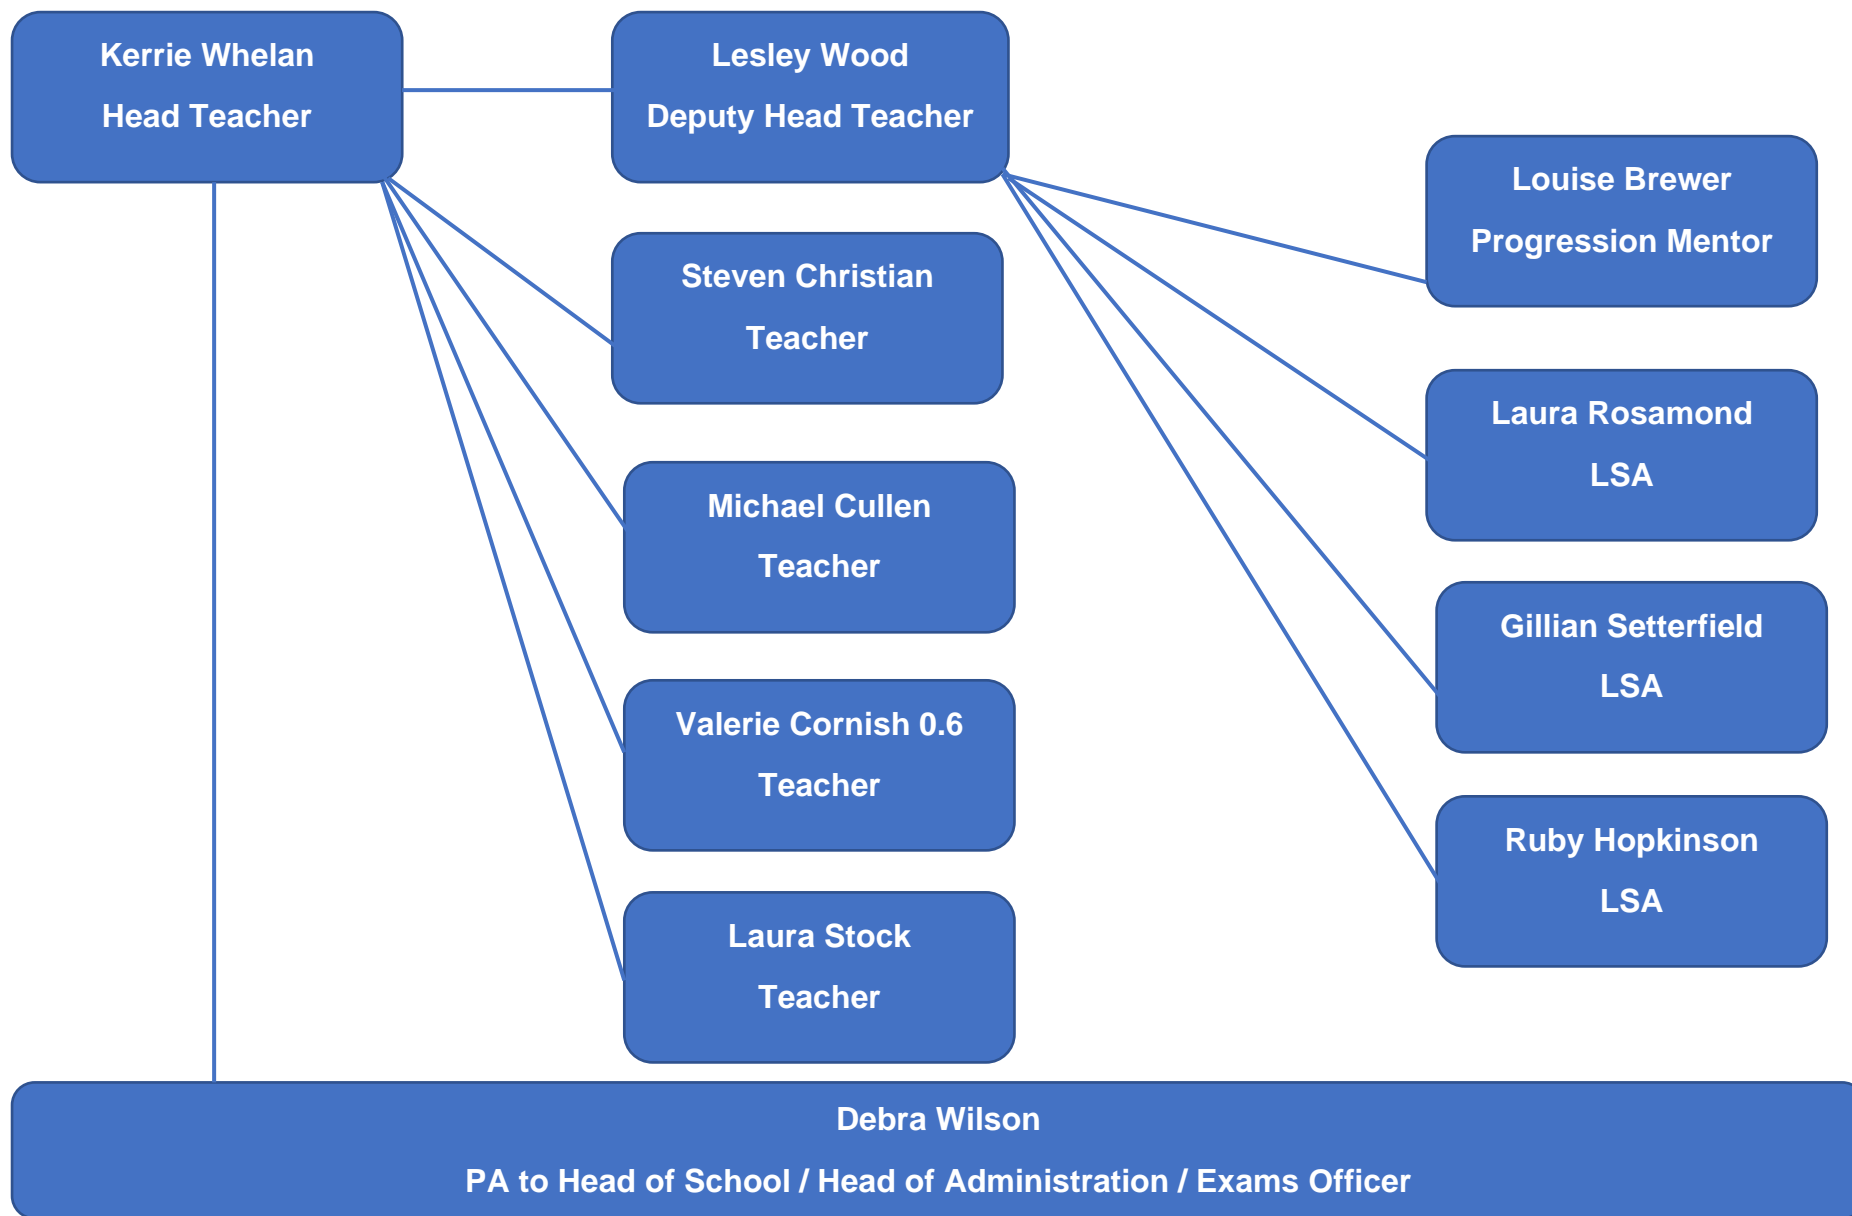 Kerrie Whelan
Head Teacher
Lesley Wood
Deputy Head Teacher
Louise Brewer
Progression Mentor
Steven Christian
Teacher
Laura Rosamond
LSA
Michael Cullen
Teacher
Gillian Setterfield
LSA
Valerie Cornish 0.6
Teacher
Ruby Hopkinson
LSA
Laura Stock
Teacher
Debra Wilson
PA to Head of School / Head of Administration / Exams Officer